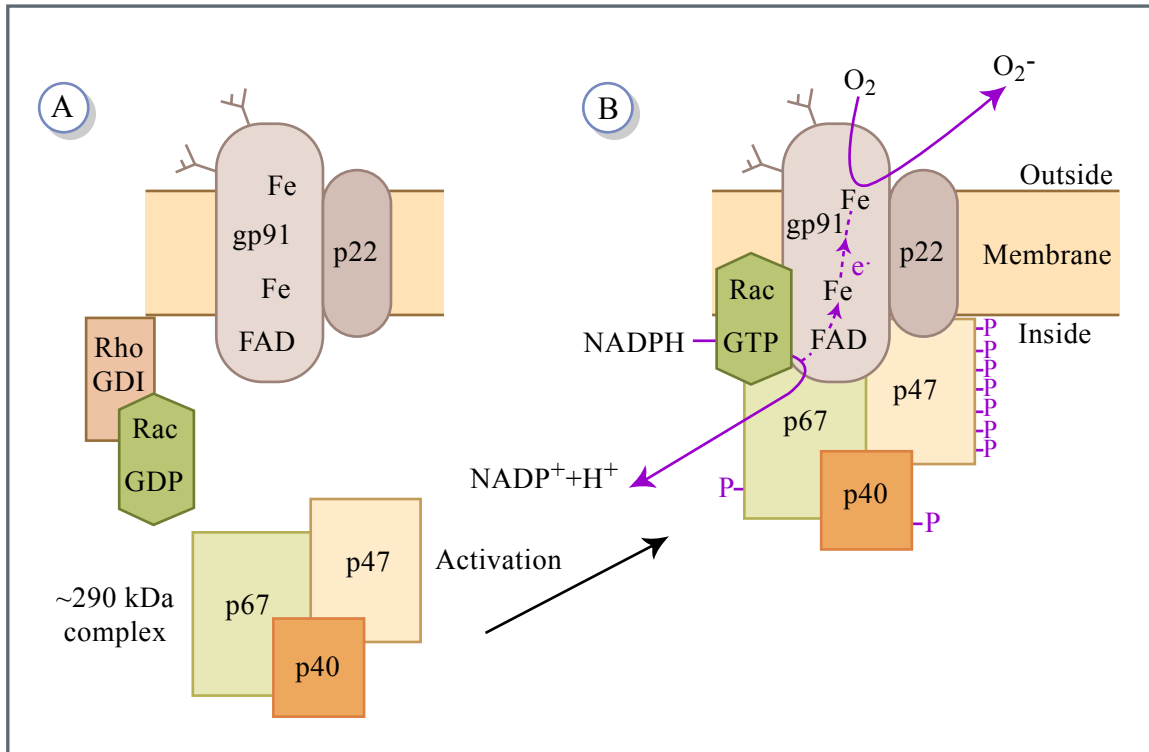 A
Fe
gp91
p22
Fe
FAD
Rho
GDI
Rac
GDP
~290 kDa
complex
p67
p47
p40
Activation
B
O₂
O₂⁻
Outside
Fe
gp91
p22
Membrane
e⁻
Rac
Fe
NADPH
GTP
FAD
Inside
P
P
P
P
P
P
P
p47
p67
NADP⁺+H⁺
P
p40
P